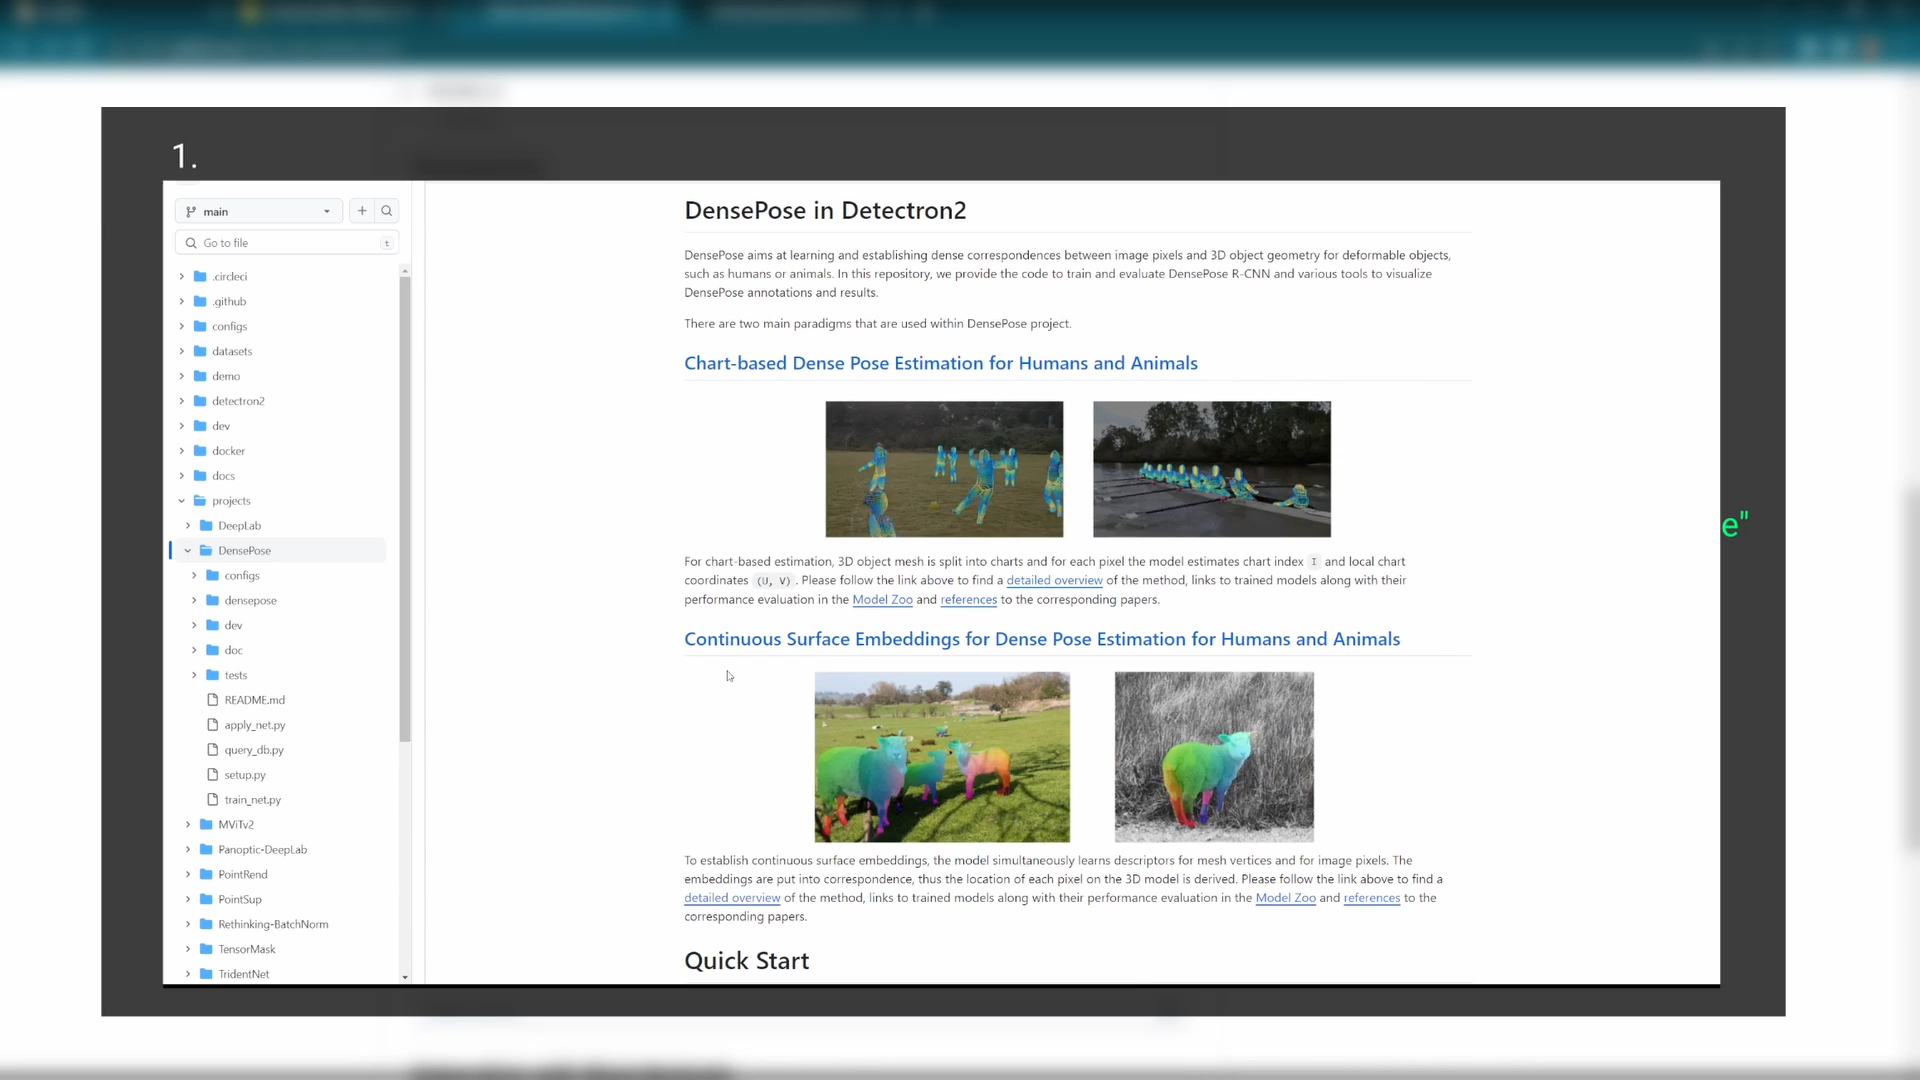 1.
main
Go to file
t
.circleci
.github
configs
datasets
demo
detectron2
dev
docker
docs
projects
DeepLab
DensePose
configs
densepose
dev
doc
tests
README.md
apply_net.py
query_db.py
setup.py
train_net.py
MViTv2
Panoptic-DeepLab
PointRend
PointSup
Rethinking-BatchNorm
TensorMask
TridentNet
DensePose in Detectron2
DensePose aims at learning and establishing dense correspondences between image pixels and 3D object geometry for deformable objects,
such as humans or animals. In this repository, we provide the code to train and evaluate DensePose R-CNN and various tools to visualize
DensePose annotations and results.
There are two main paradigms that are used within DensePose project.
Chart-based Dense Pose Estimation for Humans and Animals
For chart-based estimation, 3D object mesh is split into charts and for each pixel the model estimates chart index I and local chart
coordinates (U, V). Please follow the link above to find a detailed overview of the method, links to trained models along with their
performance evaluation in the Model Zoo and references to the corresponding papers.
Continuous Surface Embeddings for Dense Pose Estimation for Humans and Animals
To establish continuous surface embeddings, the model simultaneously learns descriptors for mesh vertices and for image pixels. The
embeddings are put into correspondence, thus the location of each pixel on the 3D model is derived. Please follow the link above to find a
detailed overview of the method, links to trained models along with their performance evaluation in the Model Zoo and references to the
corresponding papers.
Quick Start
e"